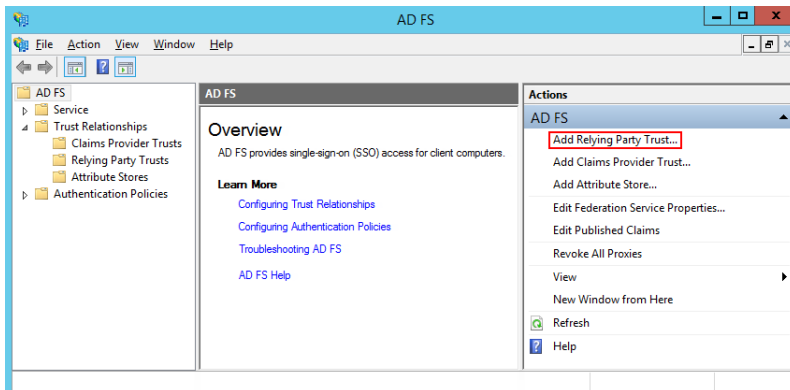 AD FS
File Action View Window Help
AD FS
Service
Trust Relationships
Claims Provider Trusts
Relying Party Trusts
Attribute Stores
Authentication Policies
AD FS
Overview
AD FS provides single-sign-on (SSO) access for client computers.
Learn More
Configuring Trust Relationships
Configuring Authentication Policies
Troubleshooting AD FS
AD FS Help
Actions
AD FS
Add Relying Party Trust...
Add Claims Provider Trust...
Add Attribute Store...
Edit Federation Service Properties...
Edit Published Claims
Revoke All Proxies
View
New Window from Here
Refresh
Help